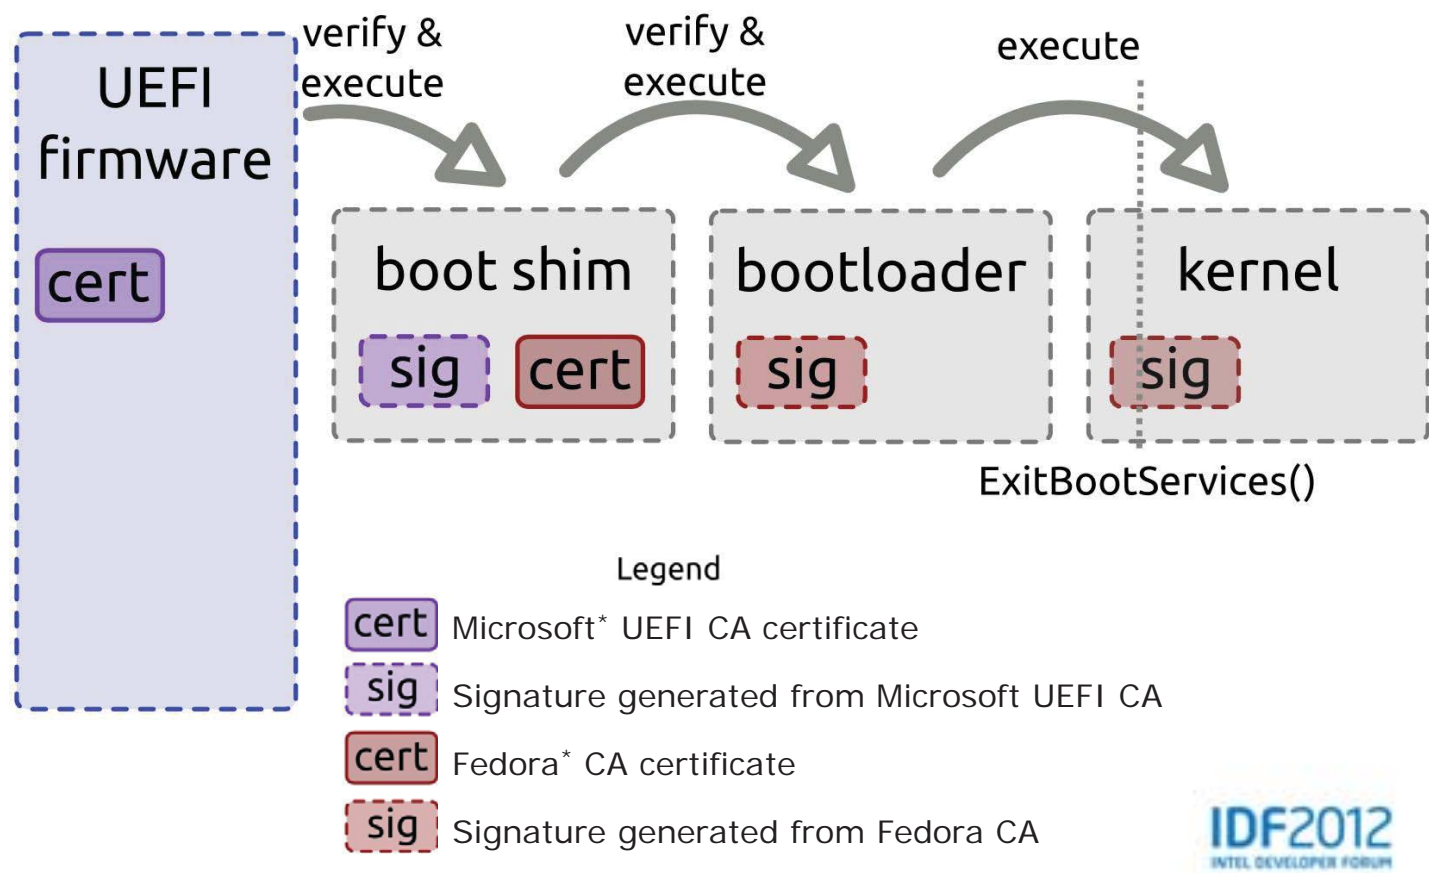 verify &
execute
verify &
execute
execute
UEFI
firmware
cert
boot shim
sig cert
bootloader
sig
kernel
sig
ExitBootServices()
Legend
cert Microsoft* UEFI CA certificate
sig Signature generated from Microsoft UEFI CA
cert Fedora* CA certificate
sig Signature generated from Fedora CA
IDF2012
INTEL DEVELOPER FORUM